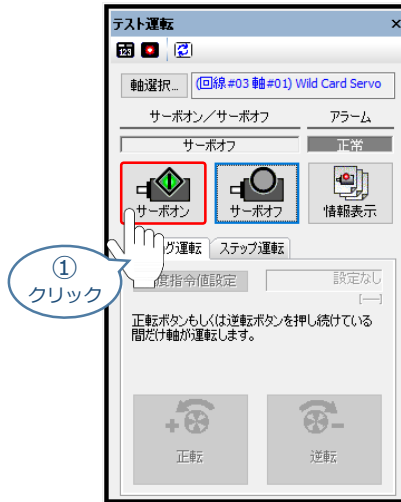 テスト運転
×
123
軸選択...
(回線#03 軸#01) Wild Card Servo
サーボオン/サーボオフ
アラーム
サーボオフ
正常
サーボオン
サーボオフ
情報表示
グ運転
ステップ運転
①
クリック
度指令値設定
設定なし
[---]
正転ボタンもしくは逆転ボタンを押し続けている
間だけ軸が運転します。
正転
逆転